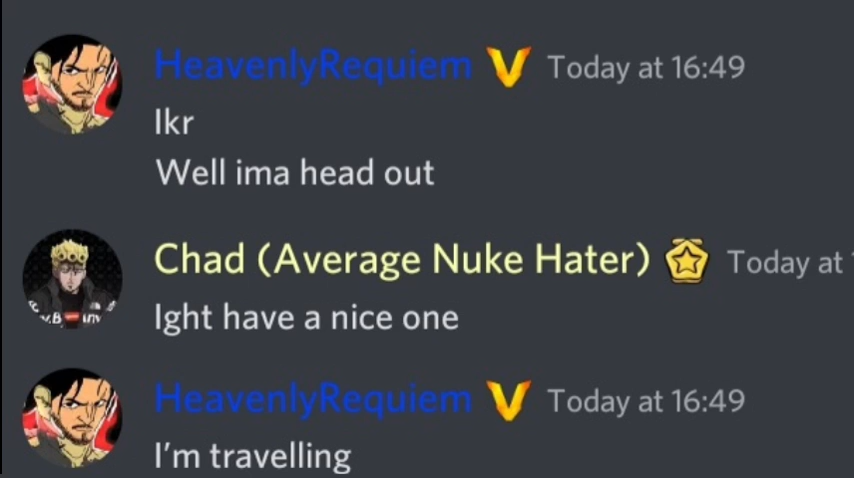 HeavenlyRequiem Today at 16:49
Ikr
Well ima head out
Chad (Average Nuke Hater) Today at
Ight have a nice one
HeavenlyRequiem Today at 16:49
I'm travelling